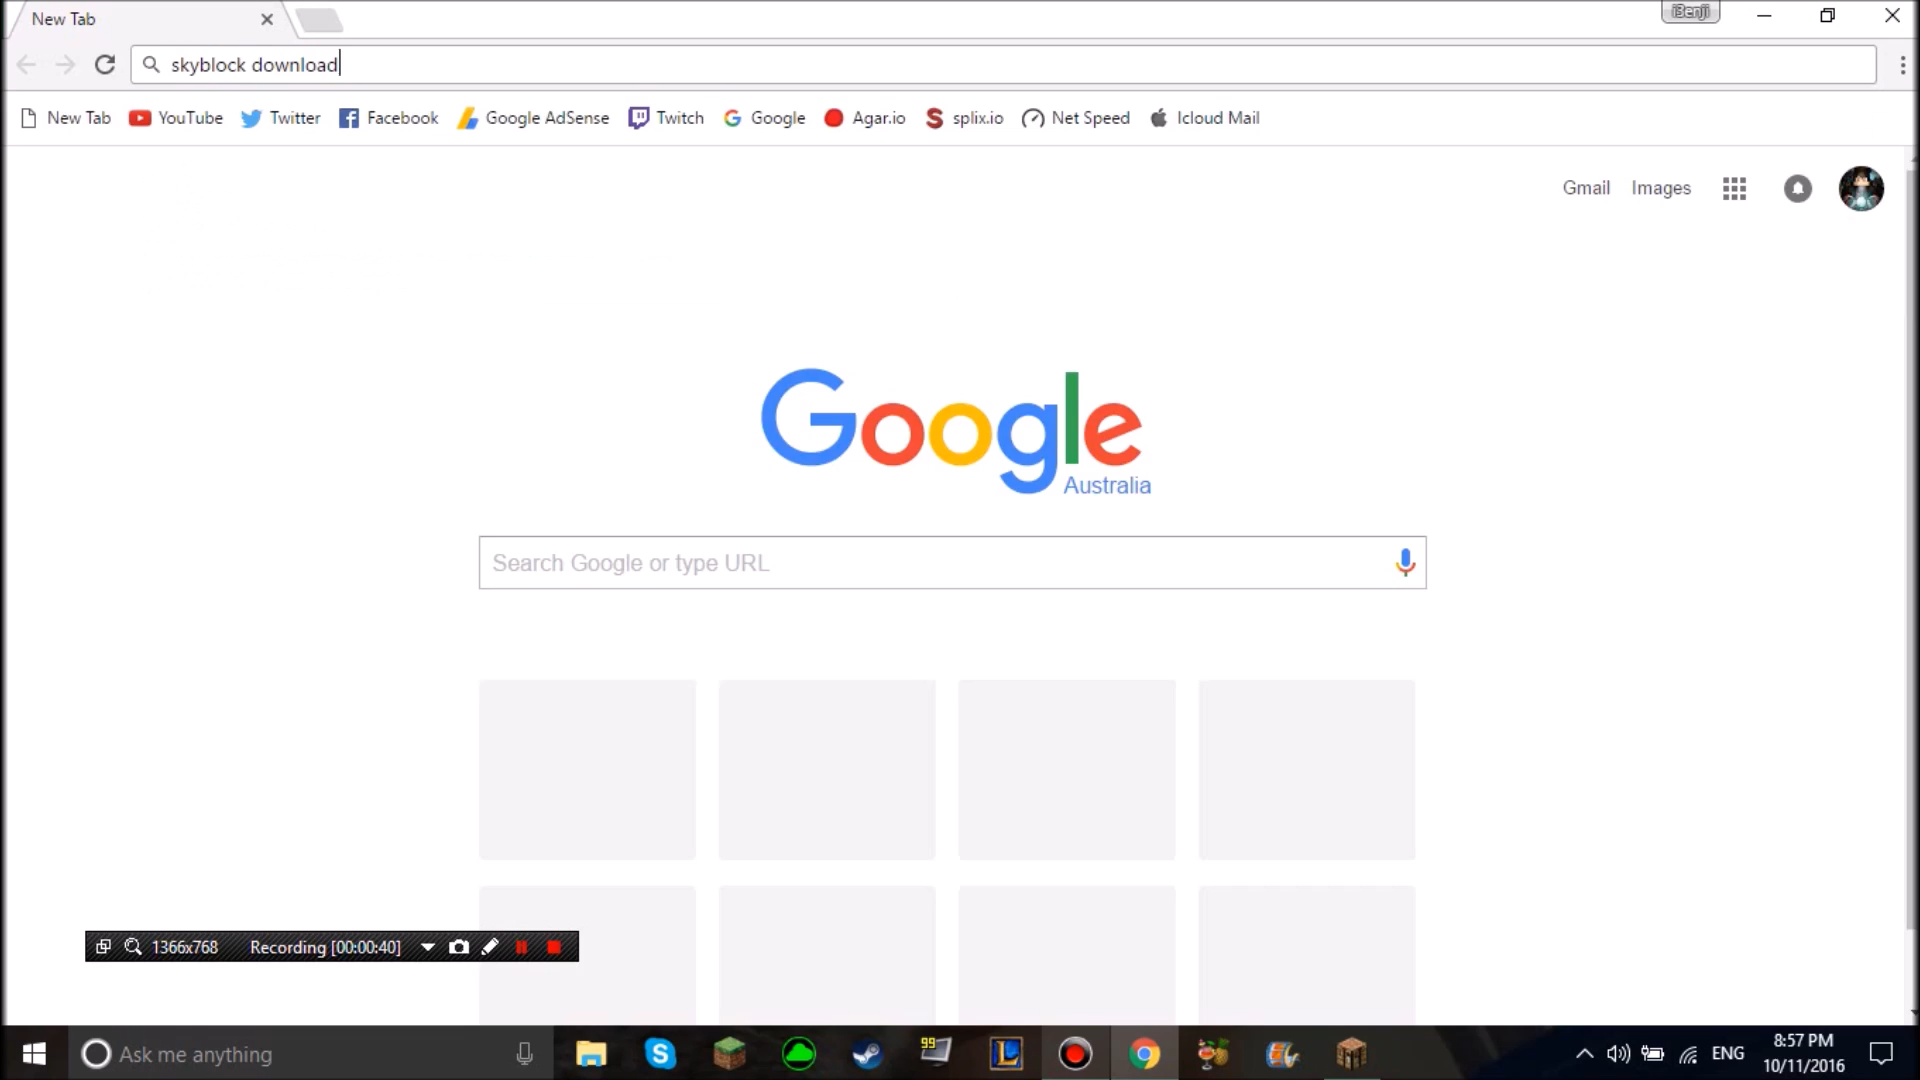 New Tab
i3enji
skyblock download
New Tab YouTube Twitter Facebook Google AdSense Twitch Google Agar.io splix.io Net Speed Icloud Mail
Gmail Images
Google
Australia
Search Google or type URL
1366x768 Recording [00:00:40]
Ask me anything
99
ENG
8:57 PM
10/11/2016